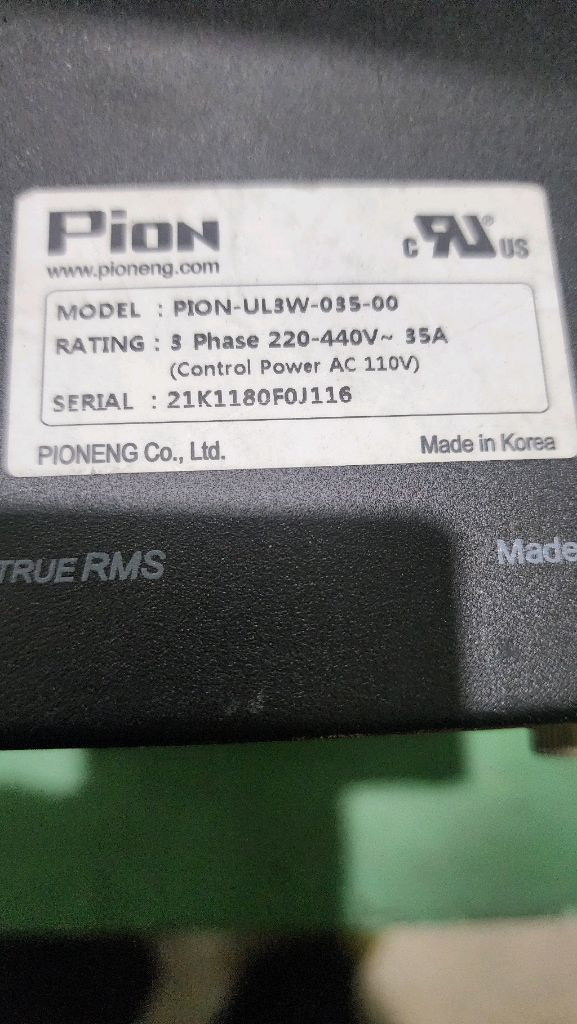 Pion
www.pioneng.com
c RU® US
MODEL : PION-UL3W-035-00
RATING : 3 Phase 220-440V~ 35A
(Control Power AC 110V)
SERIAL : 21K1180F0J116
PIONENG Co., Ltd.
Made in Korea
TRUE RMS
Made